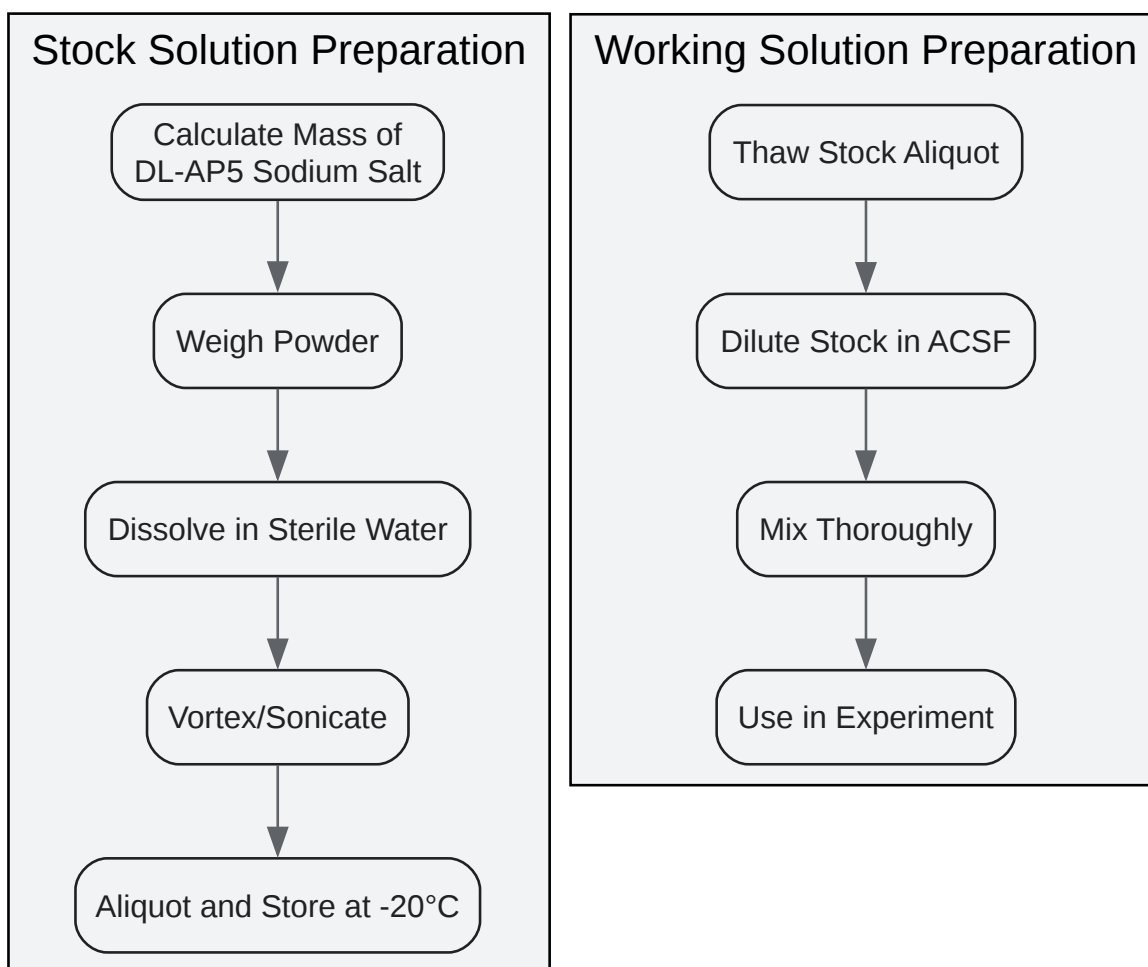 Stock Solution Preparation
Calculate Mass of
DL-AP5 Sodium Salt
Weigh Powder
Dissolve in Sterile Water
Vortex/Sonicate
Aliquot and Store at -20°C
Working Solution Preparation
Thaw Stock Aliquot
Dilute Stock in ACSF
Mix Thoroughly
Use in Experiment